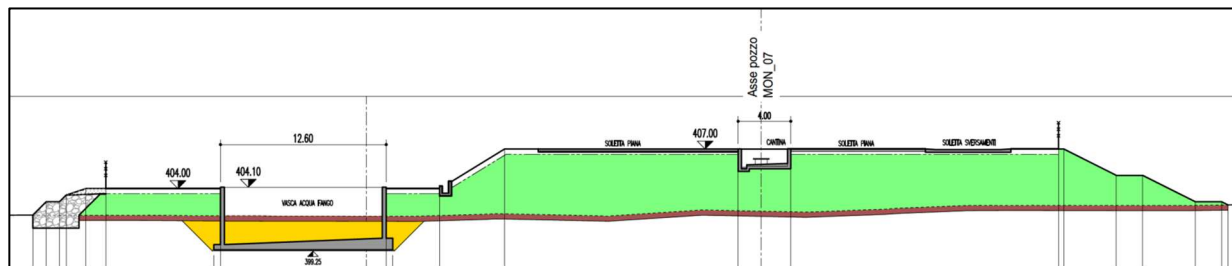 Asse pozzo
MON_07
4.00
12.60
SOLETTA PIANA
407.00
CANTINA
SOLETTA PIANA
SOLETTA SVERSAMENTI
404.00
404.10
VASCA ACQUA FANGO
399.25